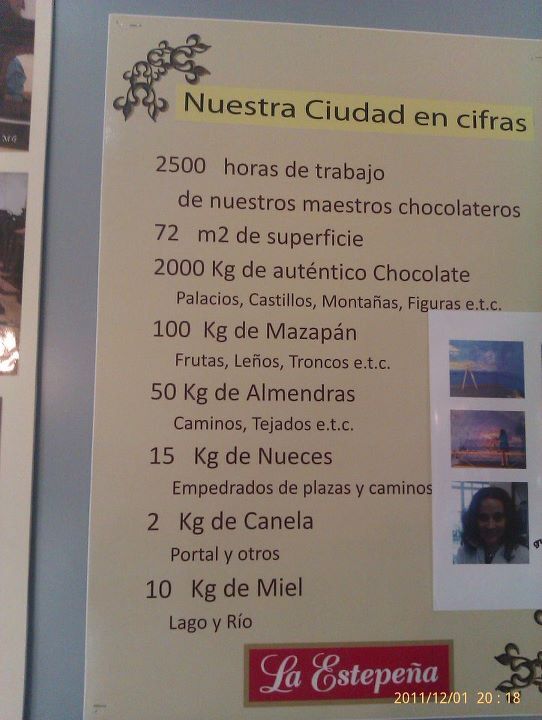 Nuestra Ciudad en cifras
2500 horas de trabajo
de nuestros maestros chocolateros
72 m2 de superficie
2000 Kg de auténtico Chocolate
Palacios, Castillos, Montañas, Figuras e.t.c.
100 Kg de Mazapán
Frutas, Leños, Troncos e.t.c.
50 Kg de Almendras
Caminos, Tejados e.t.c.
15 Kg de Nueces
Empedrados de plazas y caminos
2 Kg de Canela
Portal y otros
10 Kg de Miel
Lago y Río
La Estepeña
2011/12/01 20:18